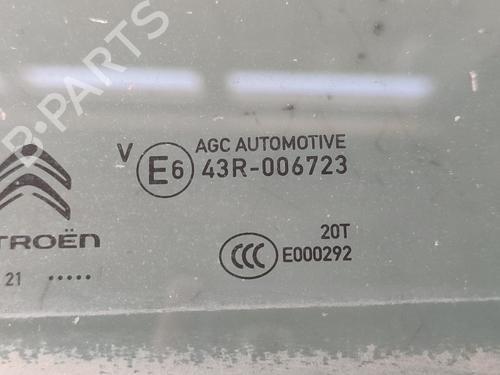 B-PARTS
AGC AUTOMOTIVE
V E6 43R-006723
TROËN
20T
CCC E000292
21 .....